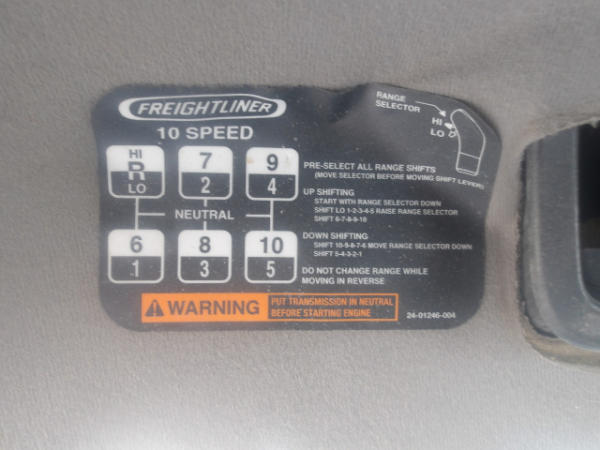 FREIGHTLINER
10 SPEED
RANGE
SELECTOR
HI
LO
HI
R
LO
7
2
9
4
NEUTRAL
6
1
8
3
10
5
PRE-SELECT ALL RANGE SHIFTS
(MOVE SELECTOR BEFORE MOVING SHIFT LEVER)
UP SHIFTING
START WITH RANGE SELECTOR DOWN
SHIFT LO 1-2-3-4-5 RAISE RANGE SELECTOR
SHIFT 6-7-8-9-10
DOWN SHIFTING
SHIFT 10-9-8-7-6 MOVE RANGE SELECTOR DOWN
SHIFT 5-4-3-2-1
DO NOT CHANGE RANGE WHILE
MOVING IN REVERSE
WARNING
PUT TRANSMISSION IN NEUTRAL
BEFORE STARTING ENGINE
24-01246-004